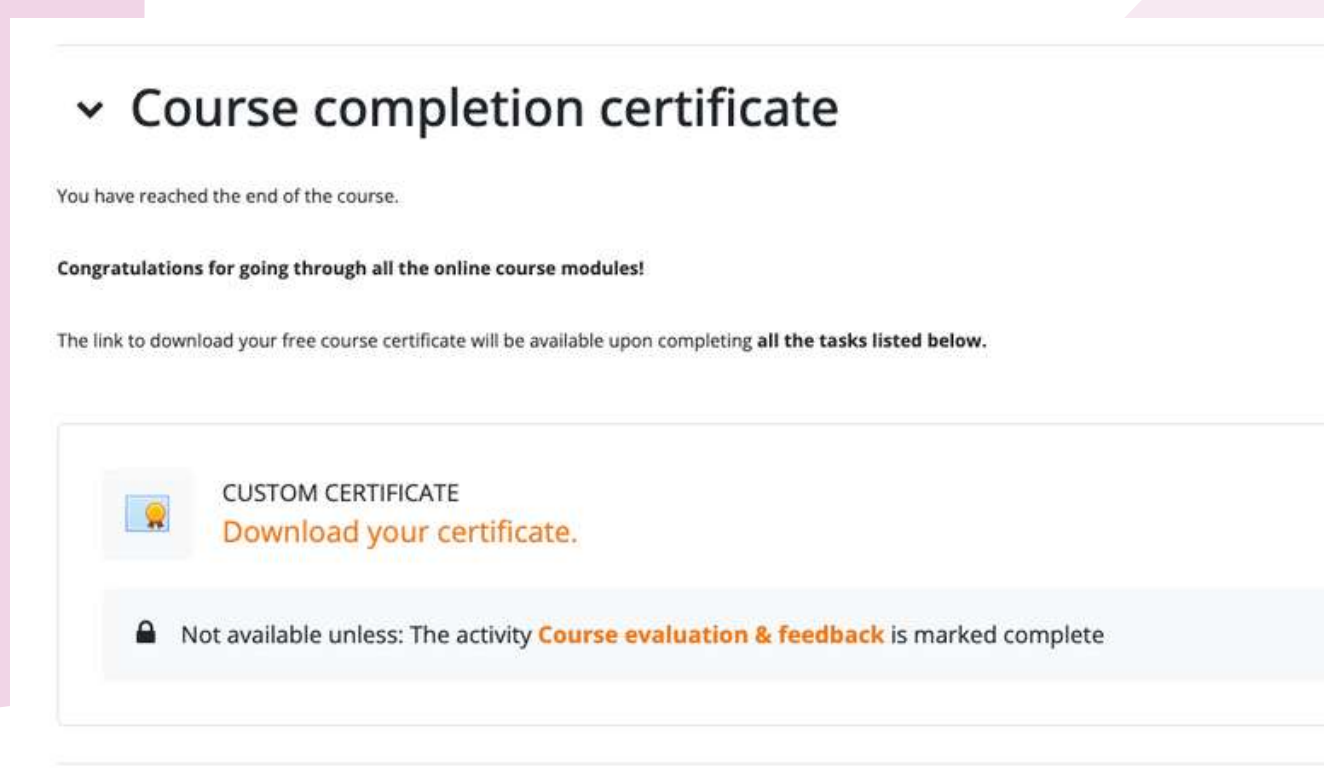 Course completion certificate
You have reached the end of the course.
Congratulations for going through all the online course modules!
The link to download your free course certificate will be available upon completing all the tasks listed below.
CUSTOM CERTIFICATE
Download your certificate.
Not available unless: The activity Course evaluation & feedback is marked complete